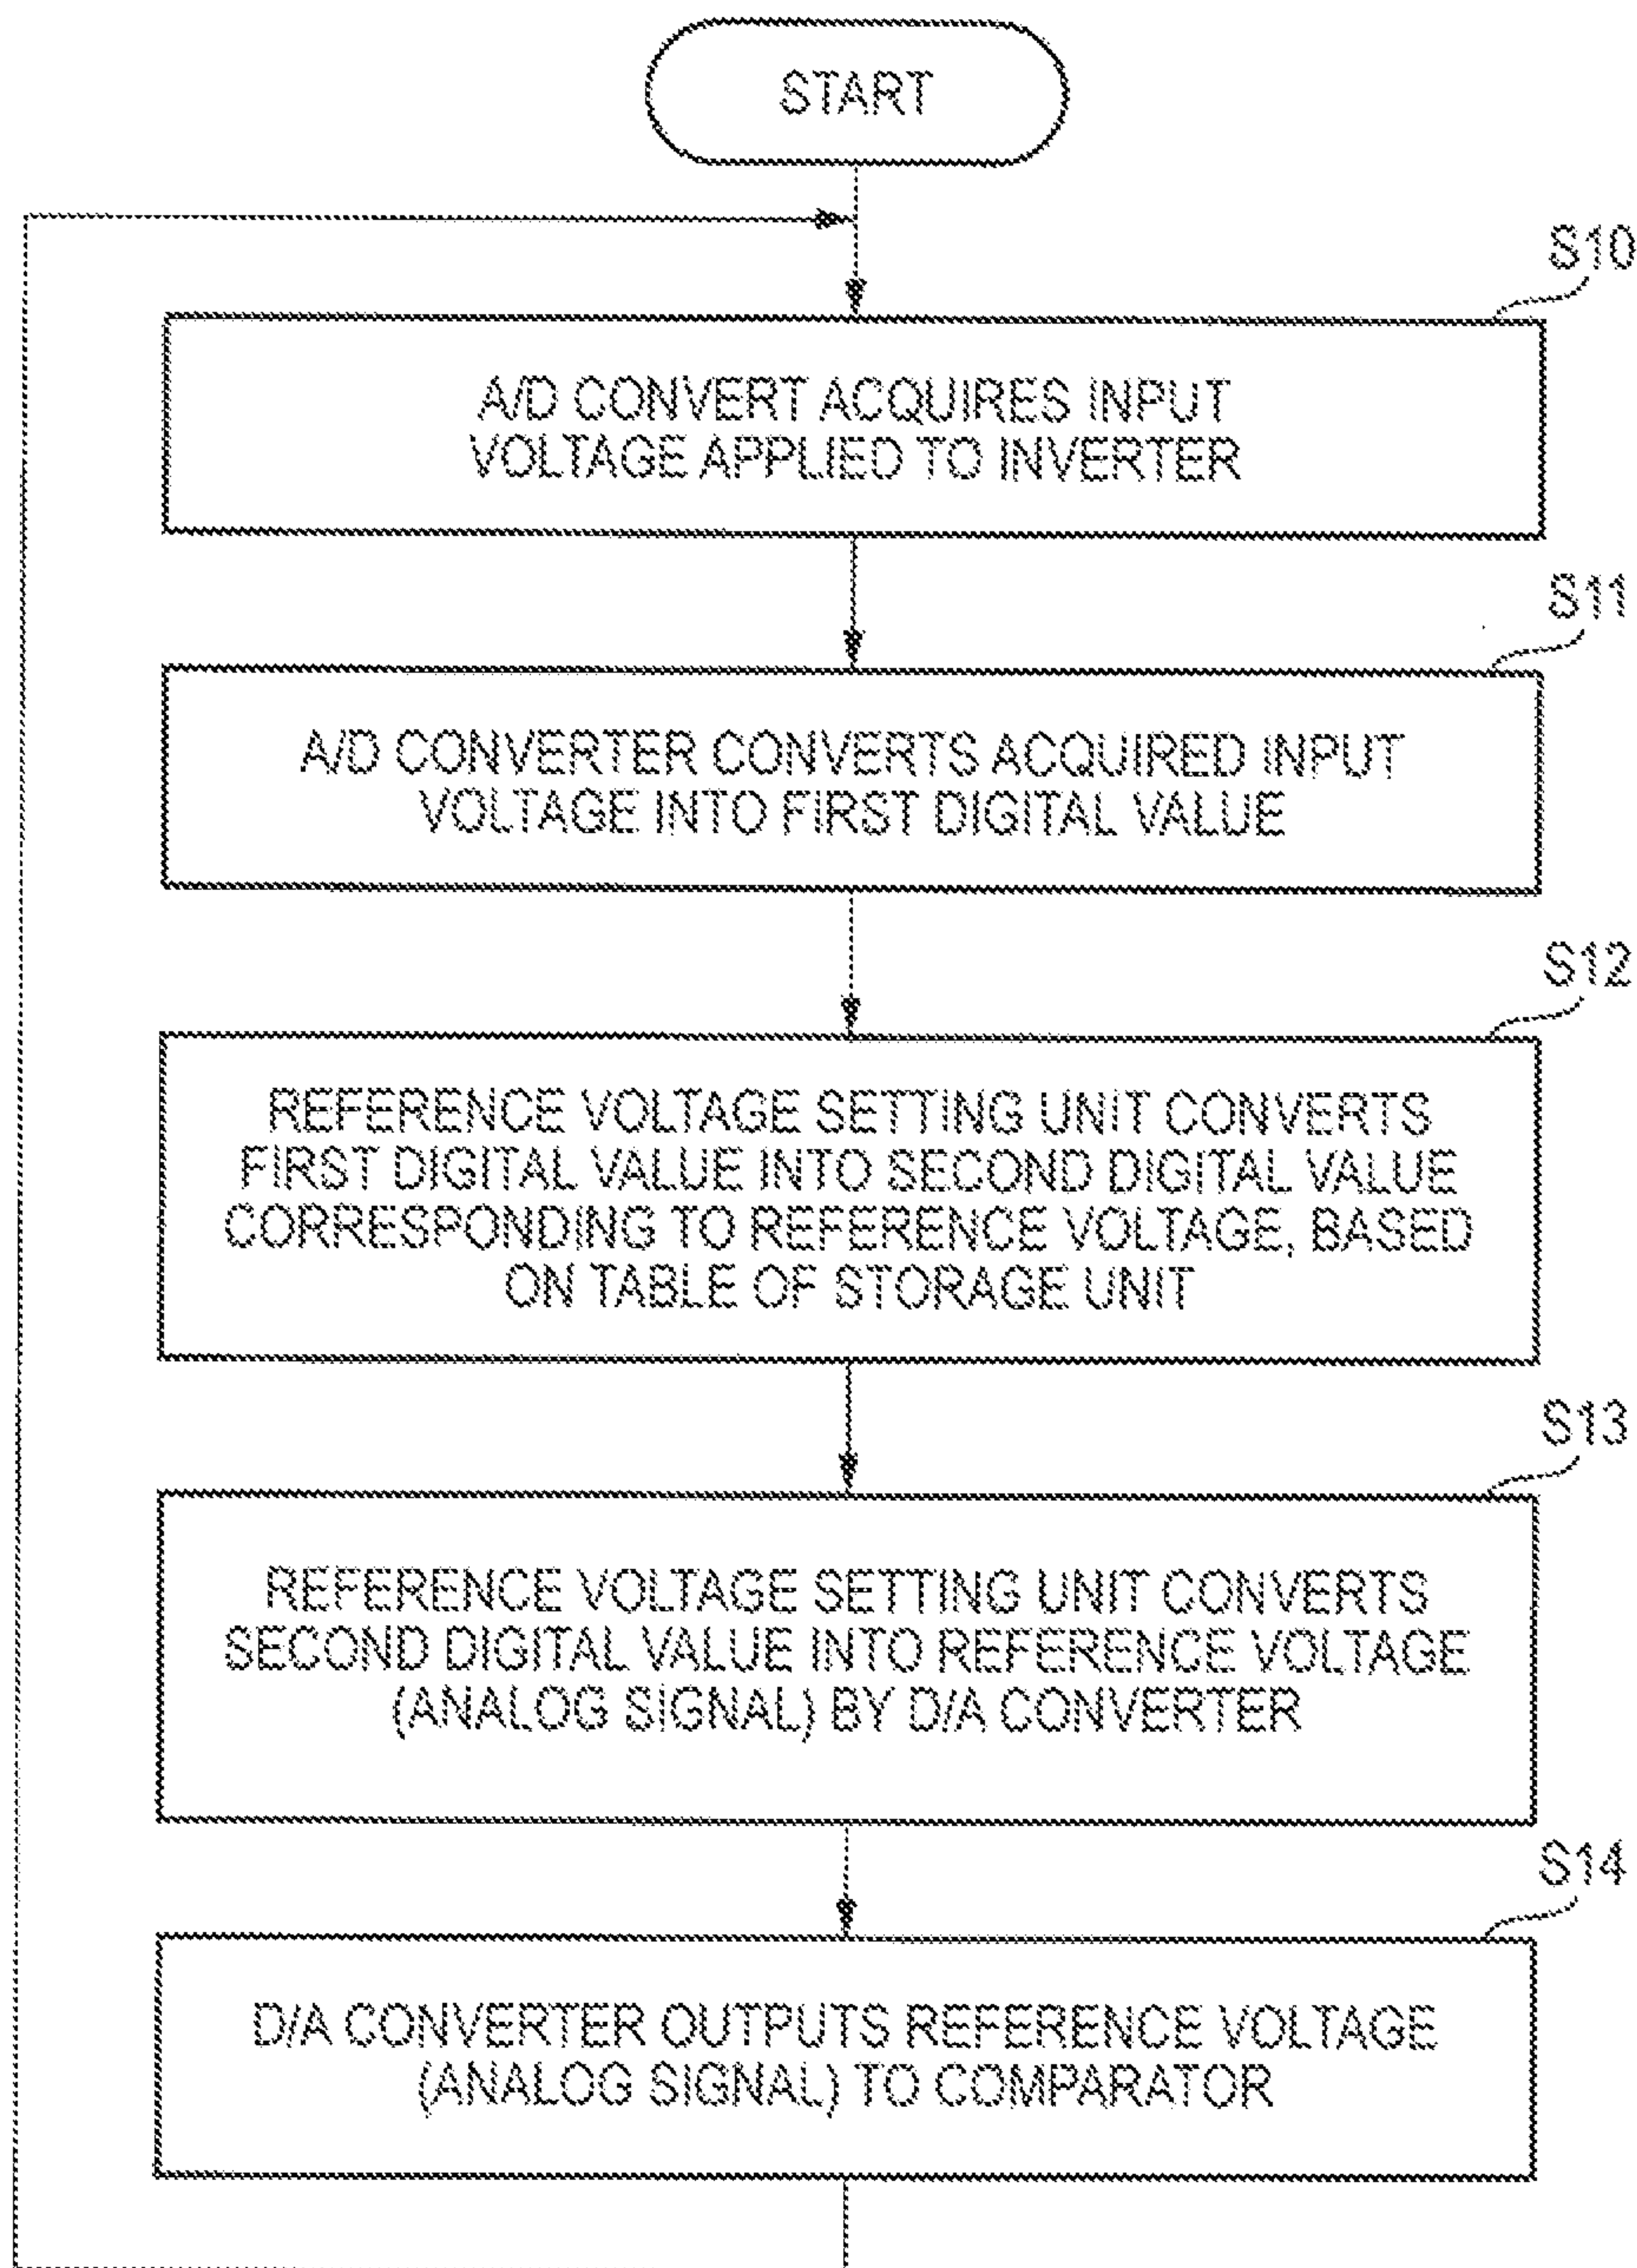 START
S10
A/D CONVERT ACQUIRES INPUT
VOLTAGE APPLIED TO INVERTER
S11
A/D CONVERTER CONVERTS ACQUIRED INPUT
VOLTAGE INTO FIRST DIGITAL VALUE
S12
REFERENCE VOLTAGE SETTING UNIT CONVERTS
FIRST DIGITAL VALUE INTO SECOND DIGITAL VALUE
CORRESPONDING TO REFERENCE VOLTAGE, BASED
ON TABLE OF STORAGE UNIT
S13
REFERENCE VOLTAGE SETTING UNIT CONVERTS
SECOND DIGITAL VALUE INTO REFERENCE VOLTAGE
(ANALOG SIGNAL) BY D/A CONVERTER
S14
D/A CONVERTER OUTPUTS REFERENCE VOLTAGE
(ANALOG SIGNAL) TO COMPARATOR